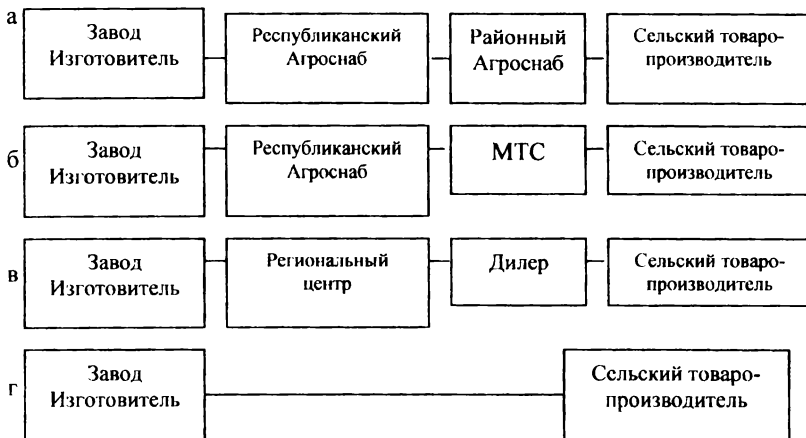 а
Завод
Изготовитель
Республиканский
Агроснаб
Районный
Агроснаб
Сельский товаро-
производитель
б
Завод
Изготовитель
Республиканский
Агроснаб
МТС
Сельский товаро-
производитель
в
Завод
Изготовитель
Региональный
центр
Дилер
Сельский товаро-
производитель
г
Завод
Изготовитель
Сельский товаро-
производитель